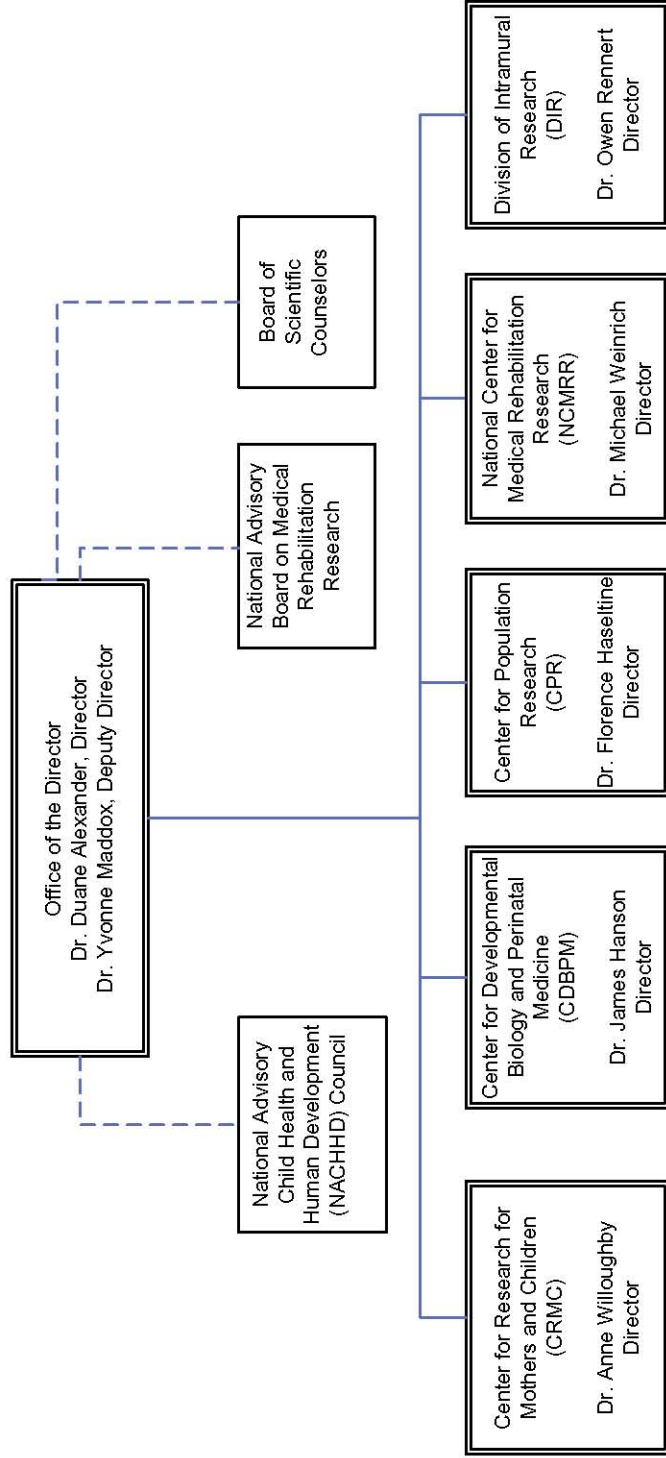 Office of the Director
Dr. Duane Alexander, Director
Dr. Yvonne Maddox, Deputy Director
National Advisory
Child Health and
Human Development
(NACHHD) Council
National Advisory
Board on Medical
Rehabilitation
Research
Board of
Scientific
Counselors
Center for Research for
Mothers and Children
(CRMC)
Dr. Anne Willoughby
Director
Center for Developmental
Biology and Perinatal
Medicine
(CDBPM)
Dr. James Hanson
Director
Center for Population
Research
(CPR)
Dr. Florence Haseltine
Director
National Center for
Medical Rehabilitation
Research
(NCMRR)
Dr. Michael Weinrich
Director
Division of Intramural
Research
(DIR)
Dr. Owen Rennert
Director